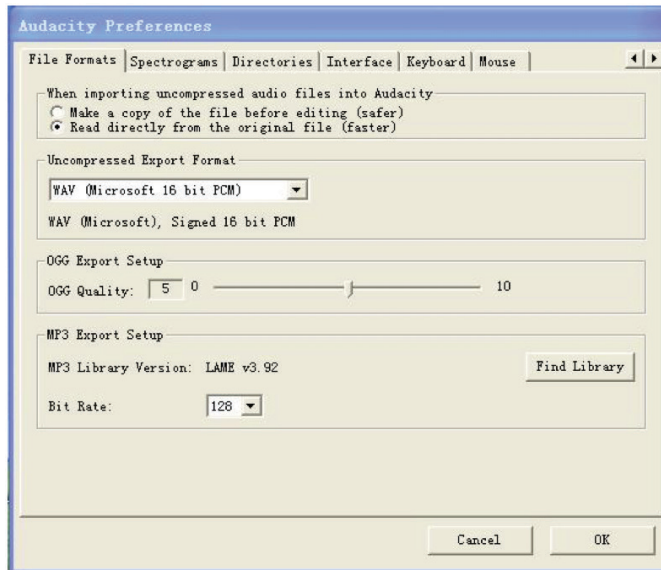 Audacity Preferences
File Formats Spectrograms Directories Interface Keyboard Mouse
When importing uncompressed audio files into Audacity
Make a copy of the file before editing (safer)
Read directly from the original file (faster)
Uncompressed Export Format
WAV (Microsoft 16 bit PCM)
WAV (Microsoft), Signed 16 bit PCM
OGG Export Setup
OGG Quality: 5 0 10
MP3 Export Setup
MP3 Library Version: LAME v3.92 Find Library
Bit Rate: 128
Cancel OK